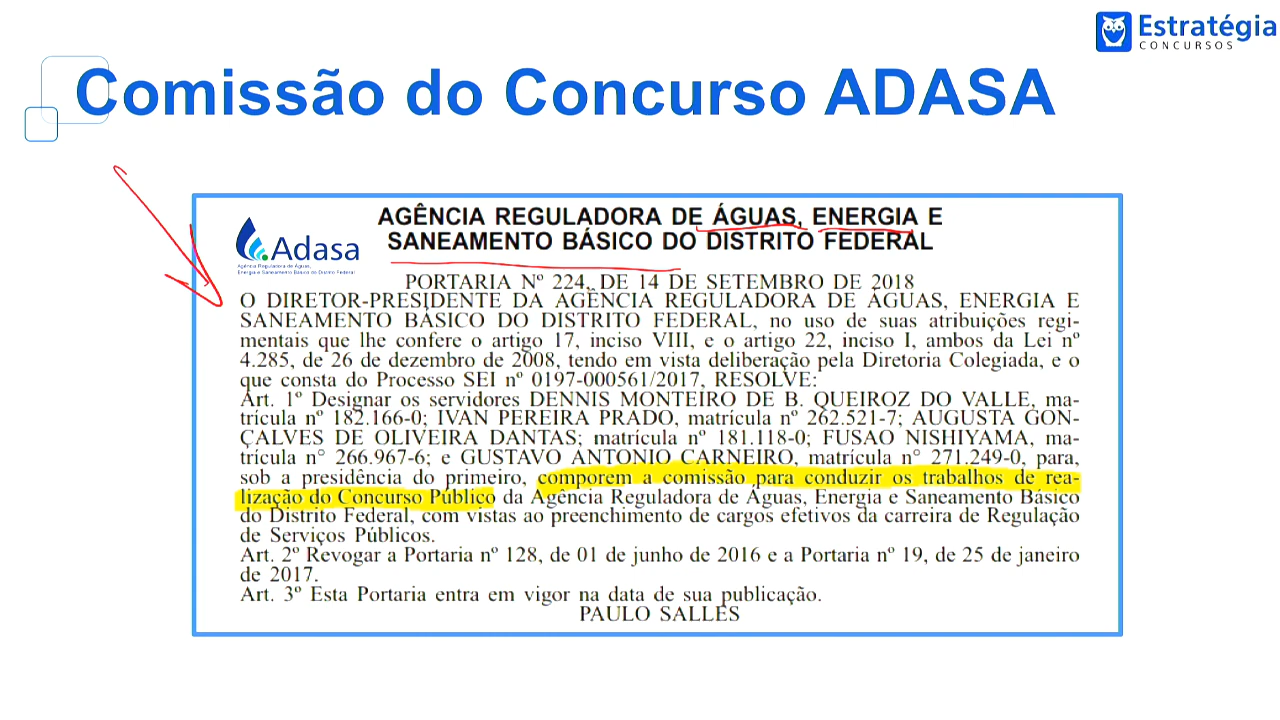 Estratégia
CONCURSOS
Comissão do Concurso ADASA
AGÊNCIA REGULADORA DE ÁGUAS, ENERGIA E
SANEAMENTO BÁSICO DO DISTRITO FEDERAL
Adasa
Agência Reguladora de Águas,
Energia e Saneamento Básico do Distrito Federal
PORTARIA Nº 224, DE 14 DE SETEMBRO DE 2018
O DIRETOR-PRESIDENTE DA AGÊNCIA REGULADORA DE ÁGUAS, ENERGIA E
SANEAMENTO BÁSICO DO DISTRITO FEDERAL, no uso de suas atribuições regi-
mentais que lhe confere o artigo 17, inciso VIII, e o artigo 22, inciso I, ambos da Lei nº
4.285, de 26 de dezembro de 2008, tendo em vista deliberação pela Diretoria Colegiada, e o
que consta do Processo SEI nº 0197-000561/2017, RESOLVE:
Art. 1º Designar os servidores DENNIS MONTEIRO DE B. QUEIROZ DO VALLE, ma-
trícula nº 182.166-0; IVAN PEREIRA PRADO, matrícula nº 262.521-7; AUGUSTA GON-
ÇALVES DE OLIVEIRA DANTAS; matrícula nº 181.118-0; FUSAO NISHIYAMA, ma-
trícula n° 266.967-6; e GUSTAVO ANTONIO CARNEIRO, matrícula n° 271.249-0, para,
sob a presidência do primeiro, comporem a comissão para conduzir os trabalhos de rea-
lização do Concurso Público da Agência Reguladora de Águas, Energia e Saneamento Básico
do Distrito Federal, com vistas ao preenchimento de cargos efetivos da carreira de Regulação
de Serviços Públicos.
Art. 2º Revogar a Portaria nº 128, de 01 de junho de 2016 e a Portaria nº 19, de 25 de janeiro
de 2017.
Art. 3º Esta Portaria entra em vigor na data de sua publicação.
PAULO SALLES